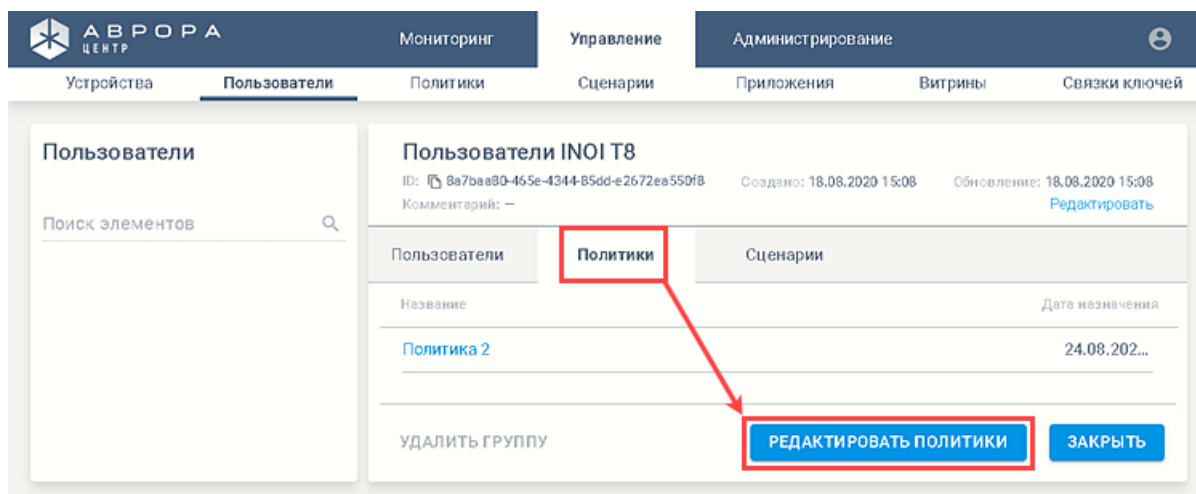 АВРОРА
ЦЕНТР
Мониторинг Управление Администрирование
Устройства Пользователи Политики Сценарии Приложения Витрины Связки ключей
Пользователи
Поиск элементов
Пользователи INOI T8
ID: 8a7baa80-465e-4344-85dd-e2672ea550f8 Создано: 18.08.2020 15:08 Обновление: 18.08.2020 15:08
Комментарий: — Редактировать
Пользователи Политики Сценарии
Название Дата назначения
Политика 2 24.08.202...
УДАЛИТЬ ГРУППУ РЕДАКТИРОВАТЬ ПОЛИТИКИ ЗАКРЫТЬ